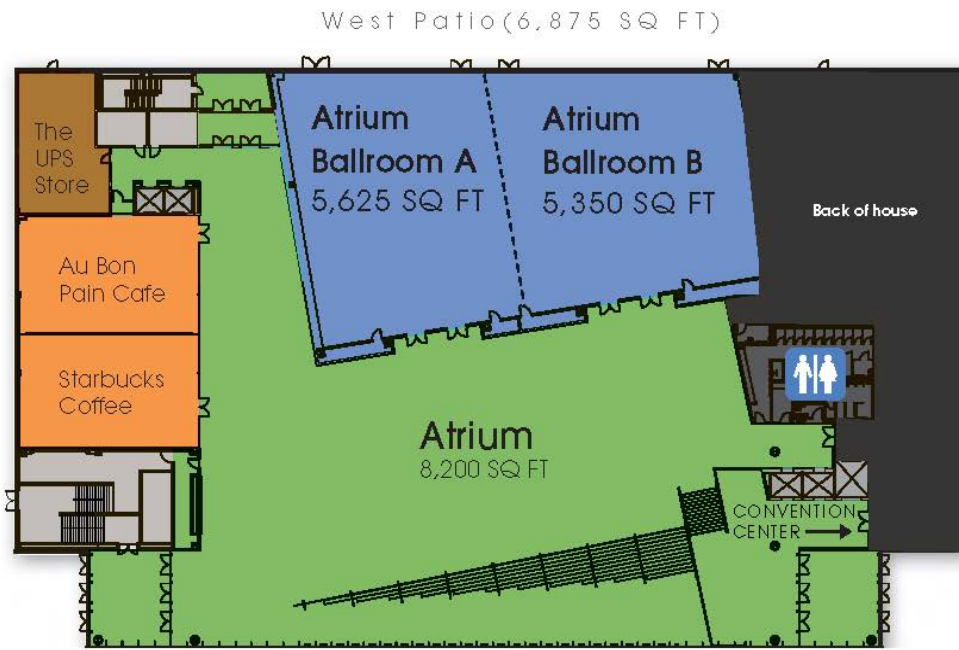 West Patio(6,875 SQ FT)
The
UPS
Store
Atrium
Ballroom A
5,625 SQ FT
Atrium
Ballroom B
5,350 SQ FT
Back of house
Au Bon
Pain Cafe
Starbucks
Coffee
Atrium
8,200 SQ FT
CONVENTION
CENTER